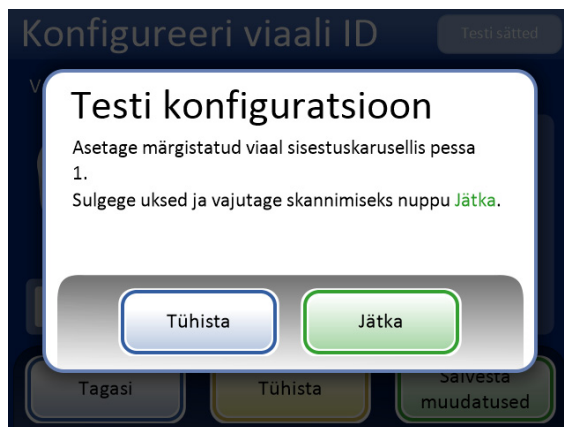 Konfigureeri viaali ID
Testi sätted
V
Testi konfiguratsioon
Asetage märgistatud viaal sisestuskarusellis pessa
1.
Sulgege uksed ja vajutage skannimiseks nuppu Jätka.
Tühista
Jätka
Tagasi
Tühista
Salvesta
muudatused